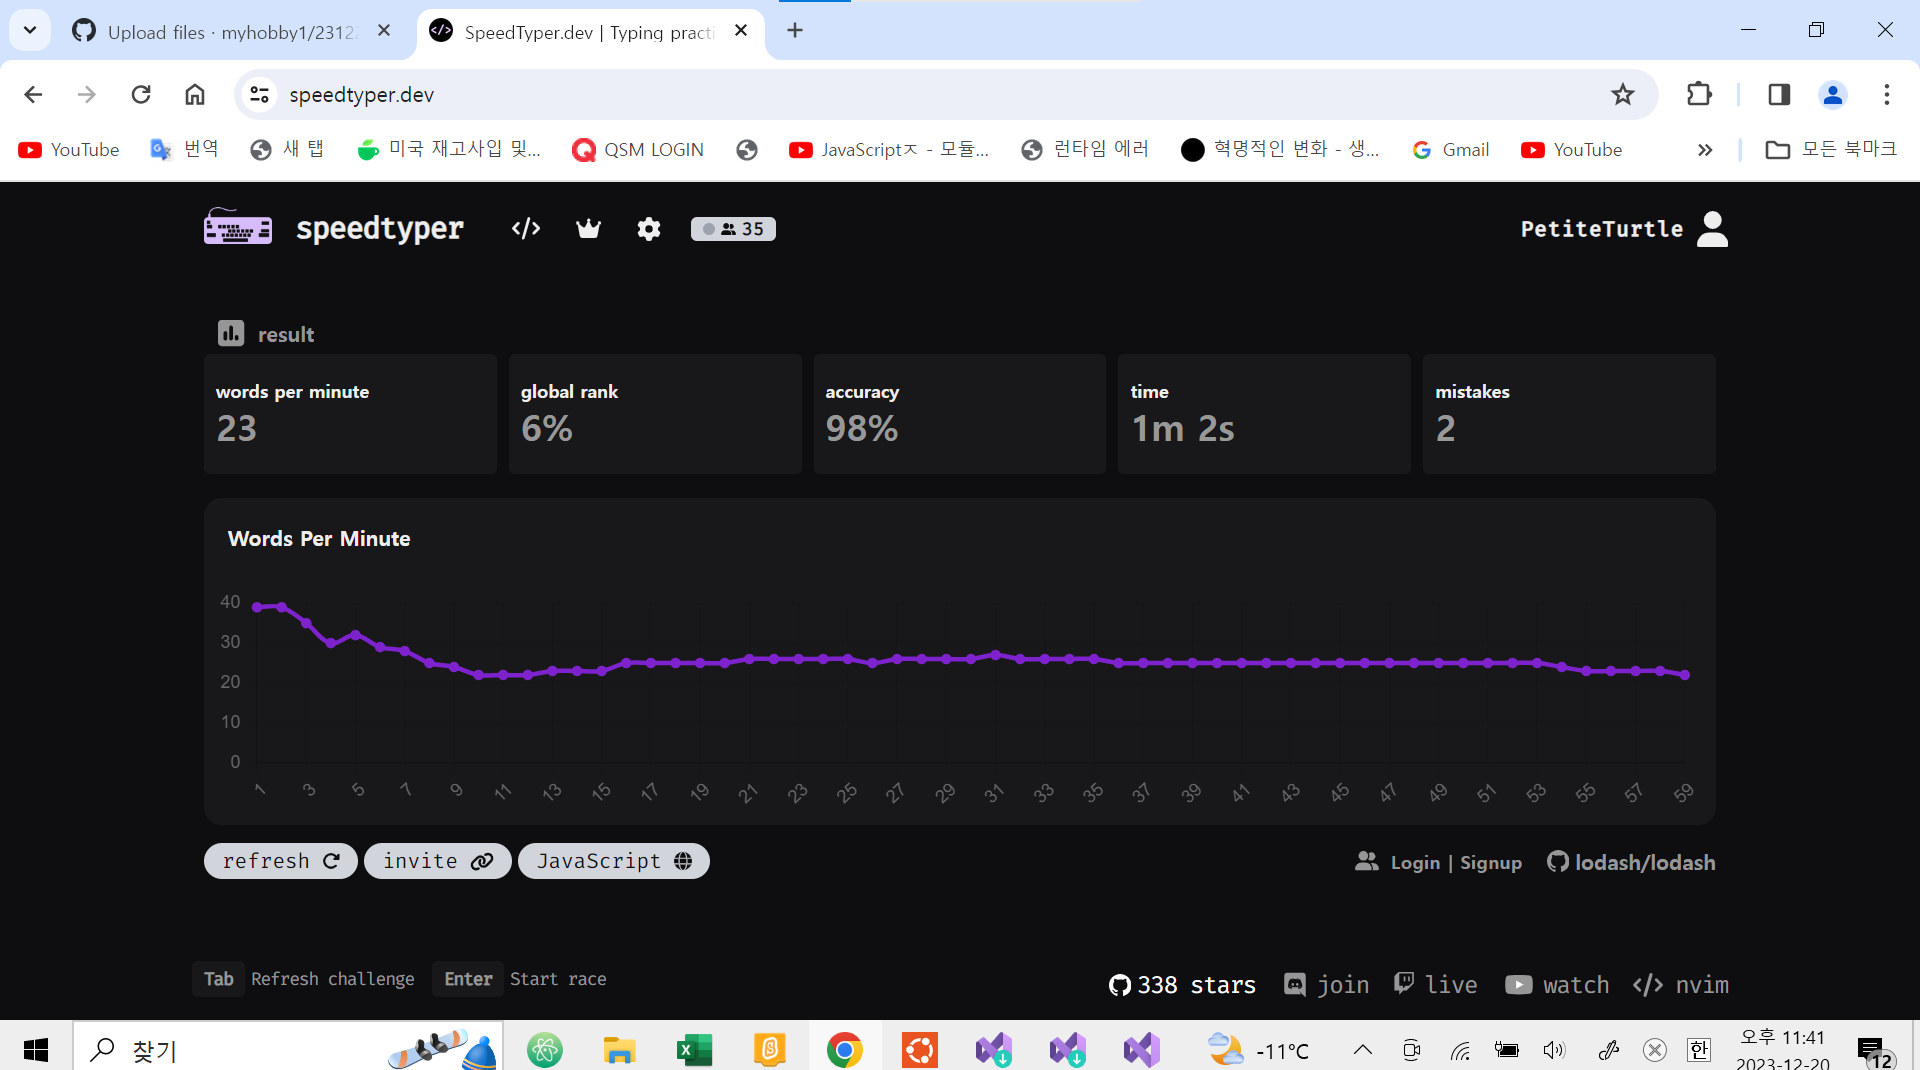 Upload files · myhobby1/2312
SpeedTyper.dev | Typing practi
speedtyper.dev
YouTube
번역
새 탭
미국 재고사입 및...
QSM LOGIN
JavaScriptㅈ - 모듈...
런타임 에러
혁명적인 변화 - 생...
Gmail
YouTube
모든 북마크
speedtyper
35
PetiteTurtle
result
words per minute
23
global rank
6%
accuracy
98%
time
1m 2s
mistakes
2
Words Per Minute
40
30
20
10
0
1 3 5 7 9 11 13 15 17 19 21 23 25 27 29 31 33 35 37 39 41 43 45 47 49 51 53 55 57 59
refresh
invite
JavaScript
Login | Signup
lodash/lodash
Tab Refresh challenge Enter Start race
338 stars join live watch nvim
찾기
-11°C
한
오후 11:41
2023-12-20
12